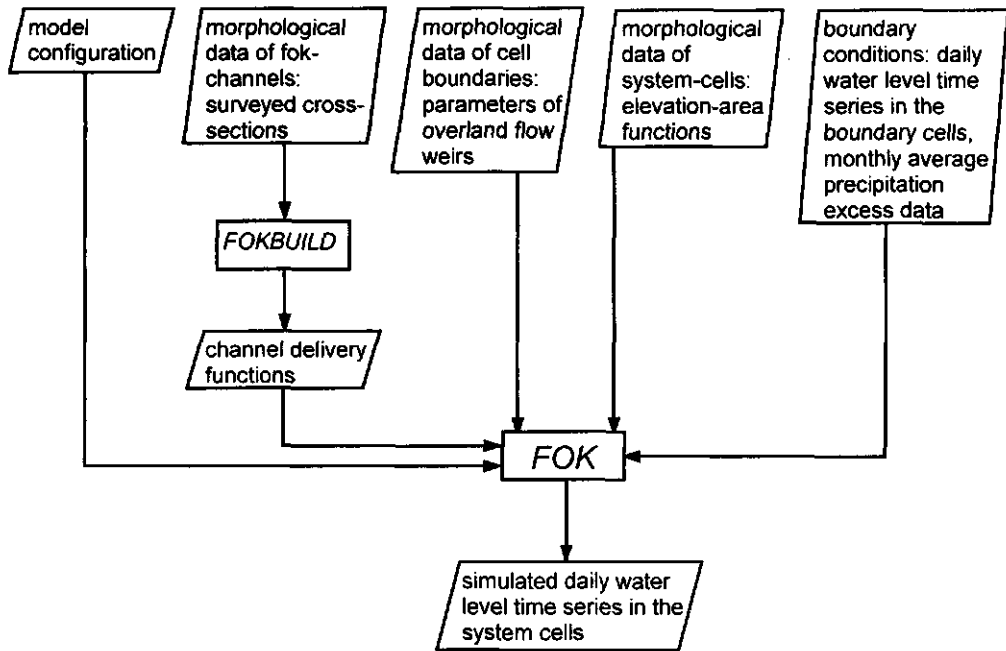 model
configuration
morphological
data of fok-
channels:
surveyed cross-
sections
morphological
data of cell
boundaries:
parameters of
overland flow
weirs
morphological
data of
system-cells:
elevation-area
functions
boundary
conditions: daily
water level time
series in the
boundary cells,
monthly average
precipitation
excess data
FOKBUILD
channel delivery
functions
FOK
simulated daily water
level time series in the
system cells